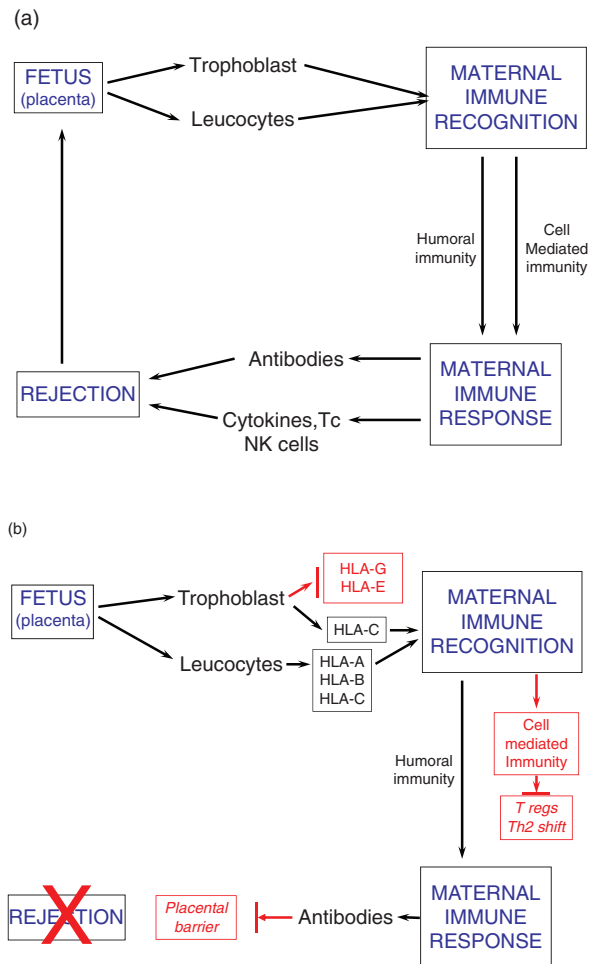 (a)
FETUS
(placenta)
Trophoblast
Leucocytes
MATERNAL
IMMUNE
RECOGNITION
Humoral
immunity
Cell
Mediated
immunity
REJECTION
Antibodies
Cytokines,Tc
NK cells
MATERNAL
IMMUNE
RESPONSE
(b)
FETUS
(placenta)
Trophoblast
Leucocytes
HLA-G
HLA-E
HLA-C
HLA-A
HLA-B
HLA-C
MATERNAL
IMMUNE
RECOGNITION
Humoral
immunity
Cell
mediated
Immunity
T regs
Th2 shift
REJECTION
Placental
barrier
Antibodies
MATERNAL
IMMUNE
RESPONSE